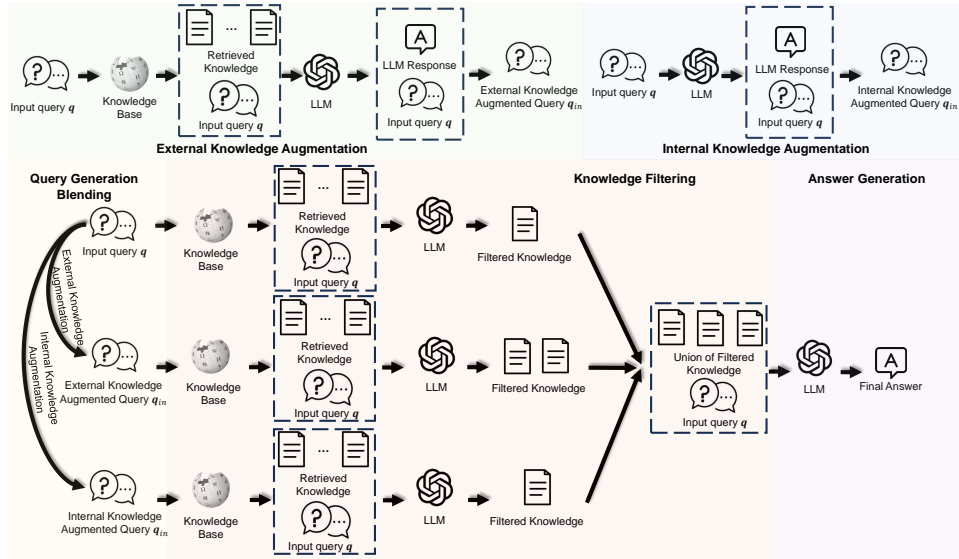 ...
...
Retrieved
Knowledge
LLM Response
Input query q
Knowledge
Base
Input query q
LLM
Input query q
External Knowledge
Augmented Query q_in
External Knowledge Augmentation
Input query q
LLM
LLM Response
Input query q
Internal Knowledge
Augmented Query q_in
Internal Knowledge Augmentation
Query Generation
Blending
Knowledge Filtering
Answer Generation
Input query q
Knowledge
Base
...
Retrieved
Knowledge
Input query q
LLM
Filtered Knowledge
External Knowledge
Augmentation
Internal Knowledge
Augmentation
External Knowledge
Augmented Query q_in
Knowledge
Base
...
Retrieved
Knowledge
Input query q
LLM
Filtered Knowledge
Union of Filtered
Knowledge
Input query q
LLM
Final Answer
Internal Knowledge
Augmented Query q_in
Knowledge
Base
...
Retrieved
Knowledge
Input query q
LLM
Filtered Knowledge